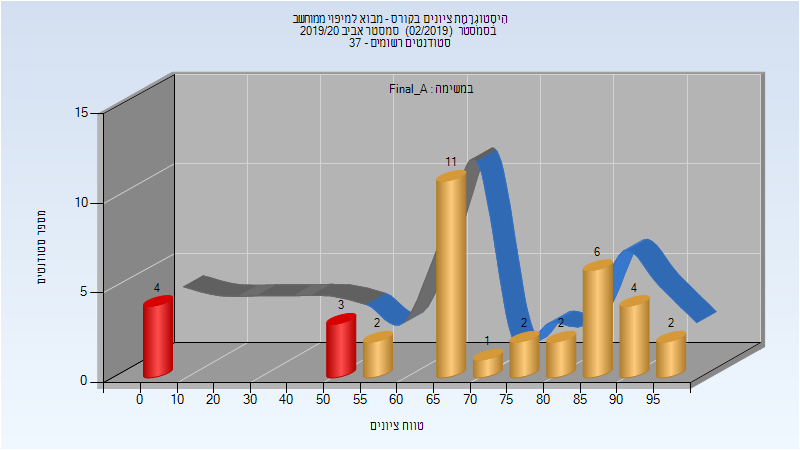 היסטוגרמת ציונים בקורס - מבוא למיפוי ממוחשב
בסמסטר (02/2019) סמסטר אביב 2019/20
סטודנטים רשומים - 37
במשימה : Final_A
מספר סטודנטים
15
10
5
0
4
3
2
11
1
2
2
6
4
2
0 10 20 30 40 50 55 60 65 70 75 80 85 90 95
טווח ציונים